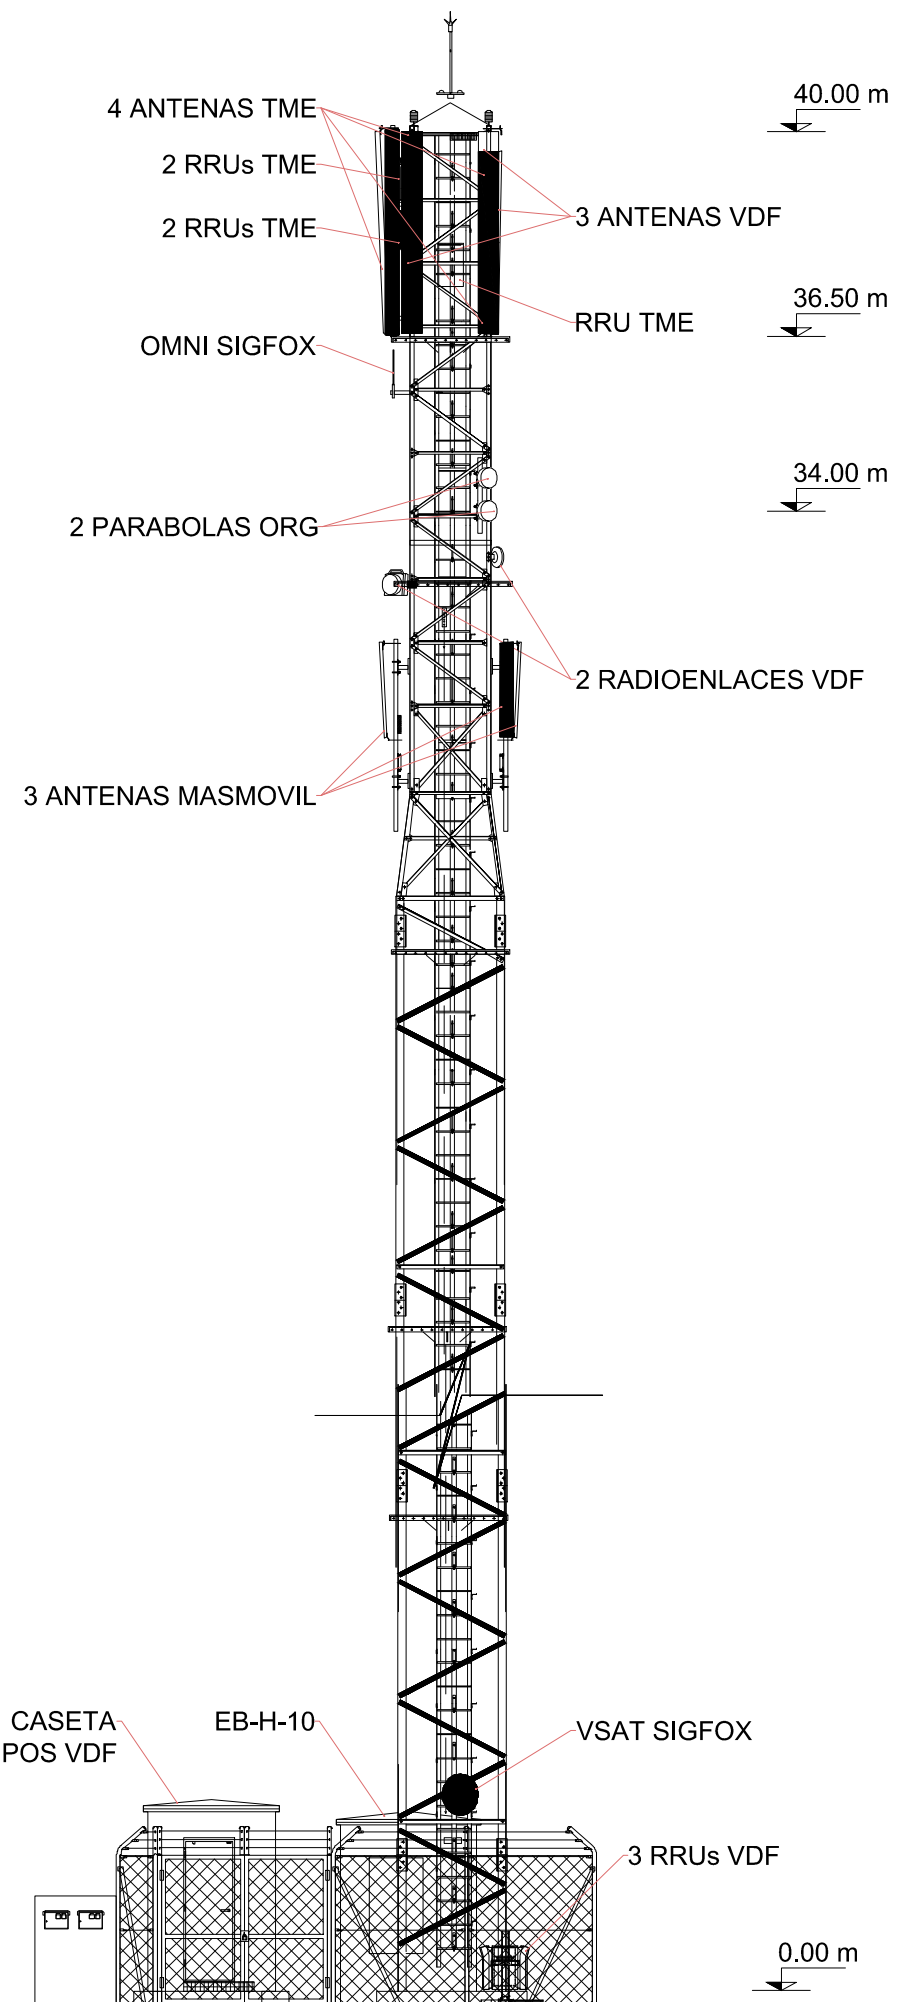 40.00 m
4 ANTENAS TME
2 RRUs TME
3 ANTENAS VDF
2 RRUs TME
36.50 m
RRU TME
OMNI SIGFOX
34.00 m
2 PARABOLAS ORG
2 RADIOENLACES VDF
3 ANTENAS MASMOVIL
CASETA
POS VDF
EB-H-10
VSAT SIGFOX
3 RRUs VDF
0.00 m